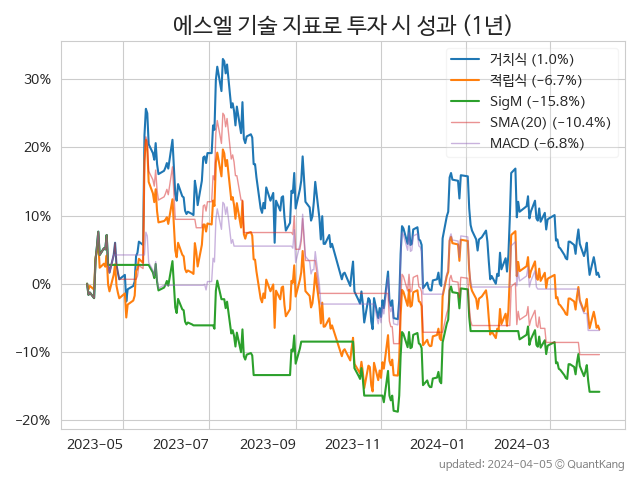 에스엘 기술 지표로 투자 시 성과 (1년)
거치식 (1.0%)
적립식 (−6.7%)
SigM (−15.8%)
SMA(20) (−10.4%)
MACD (−6.8%)
30%
20%
10%
0%
−10%
−20%
2023-05 2023-07 2023-09 2023-11 2024-01 2024-03
updated: 2024-04-05 ⓒ QuantKang